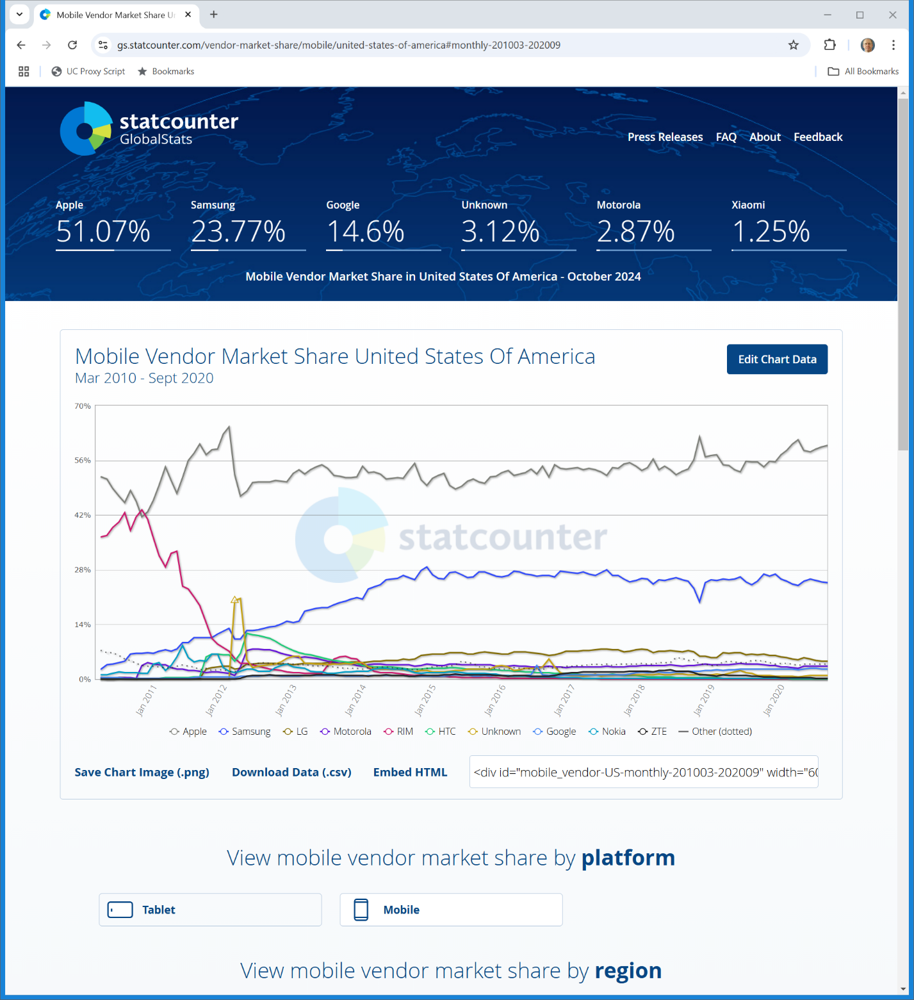 Mobile Vendor Market Share Un
gs.statcounter.com/vendor-market-share/mobile/united-states-of-america#monthly-201003-202009
UC Proxy Script
Bookmarks
All Bookmarks
statcounter
GlobalStats
Press Releases FAQ About Feedback
Apple Samsung Google Unknown Motorola Xiaomi
51.07% 23.77% 14.6% 3.12% 2.87% 1.25%
Mobile Vendor Market Share in United States Of America - October 2024
Mobile Vendor Market Share United States Of America
Mar 2010 - Sept 2020
Edit Chart Data
70%
56%
42%
28%
14%
0%
statcounter
Jan 2011 Jan 2012 Jan 2013 Jan 2014 Jan 2015 Jan 2016 Jan 2017 Jan 2018 Jan 2019 Jan 2020
Apple Samsung LG Motorola RIM HTC Unknown Google Nokia ZTE Other (dotted)
Save Chart Image (.png) Download Data (.csv) Embed HTML
<div id="mobile_vendor-US-monthly-201003-202009" width="60
View mobile vendor market share by platform
Tablet Mobile
View mobile vendor market share by region